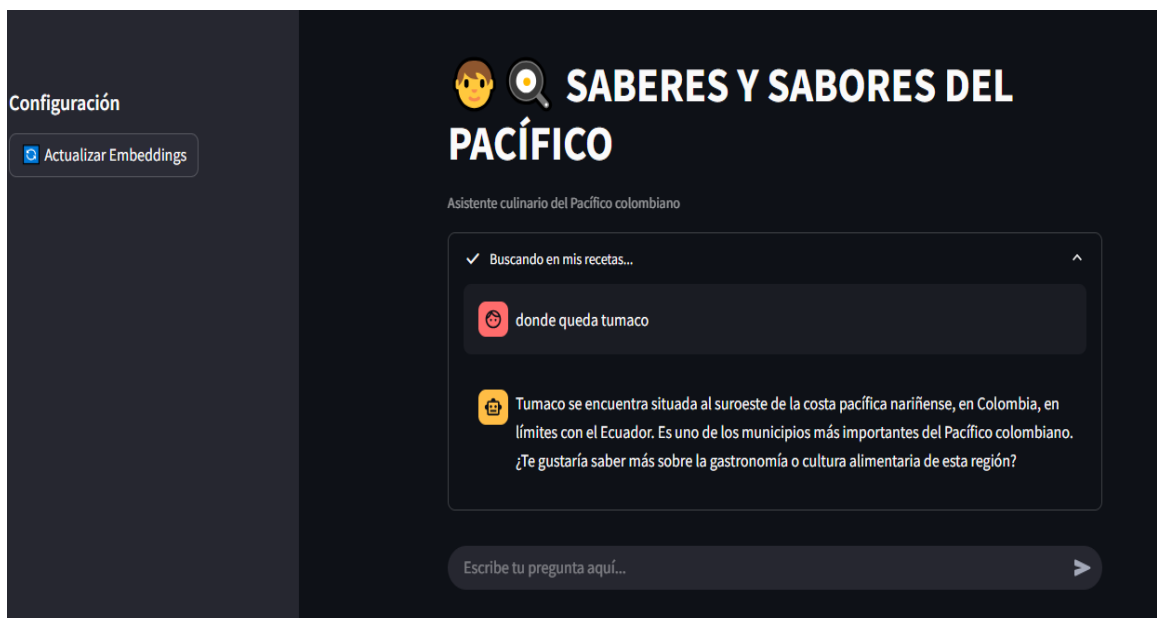 Configuración
Actualizar Embeddings
SABERES Y SABORES DEL
PACÍFICO
Asistente culinario del Pacífico colombiano
Buscando en mis recetas...
donde queda tumaco
Tumaco se encuentra situada al suroeste de la costa pacífica nariñense, en Colombia, en
límites con el Ecuador. Es uno de los municipios más importantes del Pacífico colombiano.
¿Te gustaría saber más sobre la gastronomía o cultura alimentaria de esta región?
Escribe tu pregunta aquí...